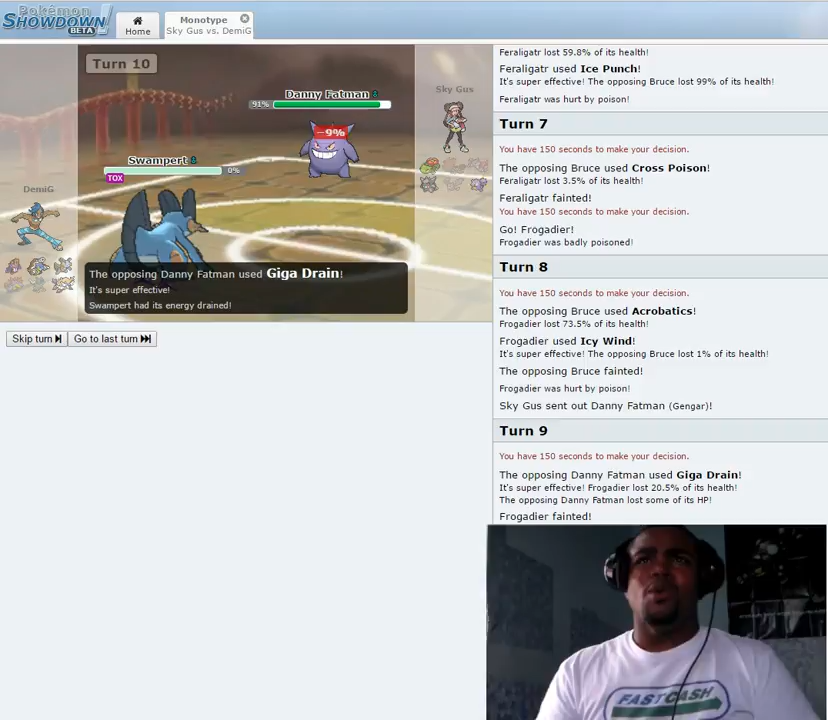 Pokémon
SHOWDOWN!
BETA
Home
Monotype
Sky Gus vs. DemiG
Turn 10
Danny Fatman
91%
−9%
Swampert
0%
TOX
Sky Gus
DemiG
The opposing Danny Fatman used Giga Drain!
It's super effective!
Swampert had its energy drained!
Skip turn
Go to last turn
Feraligatr lost 59.8% of its health!
Feraligatr used Ice Punch!
It's super effective! The opposing Bruce lost 99% of its health!
Feraligatr was hurt by poison!
Turn 7
You have 150 seconds to make your decision.
The opposing Bruce used Cross Poison!
Feraligatr lost 3.5% of its health!
Feraligatr fainted!
You have 150 seconds to make your decision.
Go! Frogadier!
Frogadier was badly poisoned!
Turn 8
You have 150 seconds to make your decision.
The opposing Bruce used Acrobatics!
Frogadier lost 73.5% of its health!
Frogadier used Icy Wind!
It's super effective! The opposing Bruce lost 1% of its health!
The opposing Bruce fainted!
Frogadier was hurt by poison!
Sky Gus sent out Danny Fatman (Gengar)!
Turn 9
You have 150 seconds to make your decision.
The opposing Danny Fatman used Giga Drain!
It's super effective! Frogadier lost 20.5% of its health!
The opposing Danny Fatman lost some of its HP!
Frogadier fainted!
FASTCASH